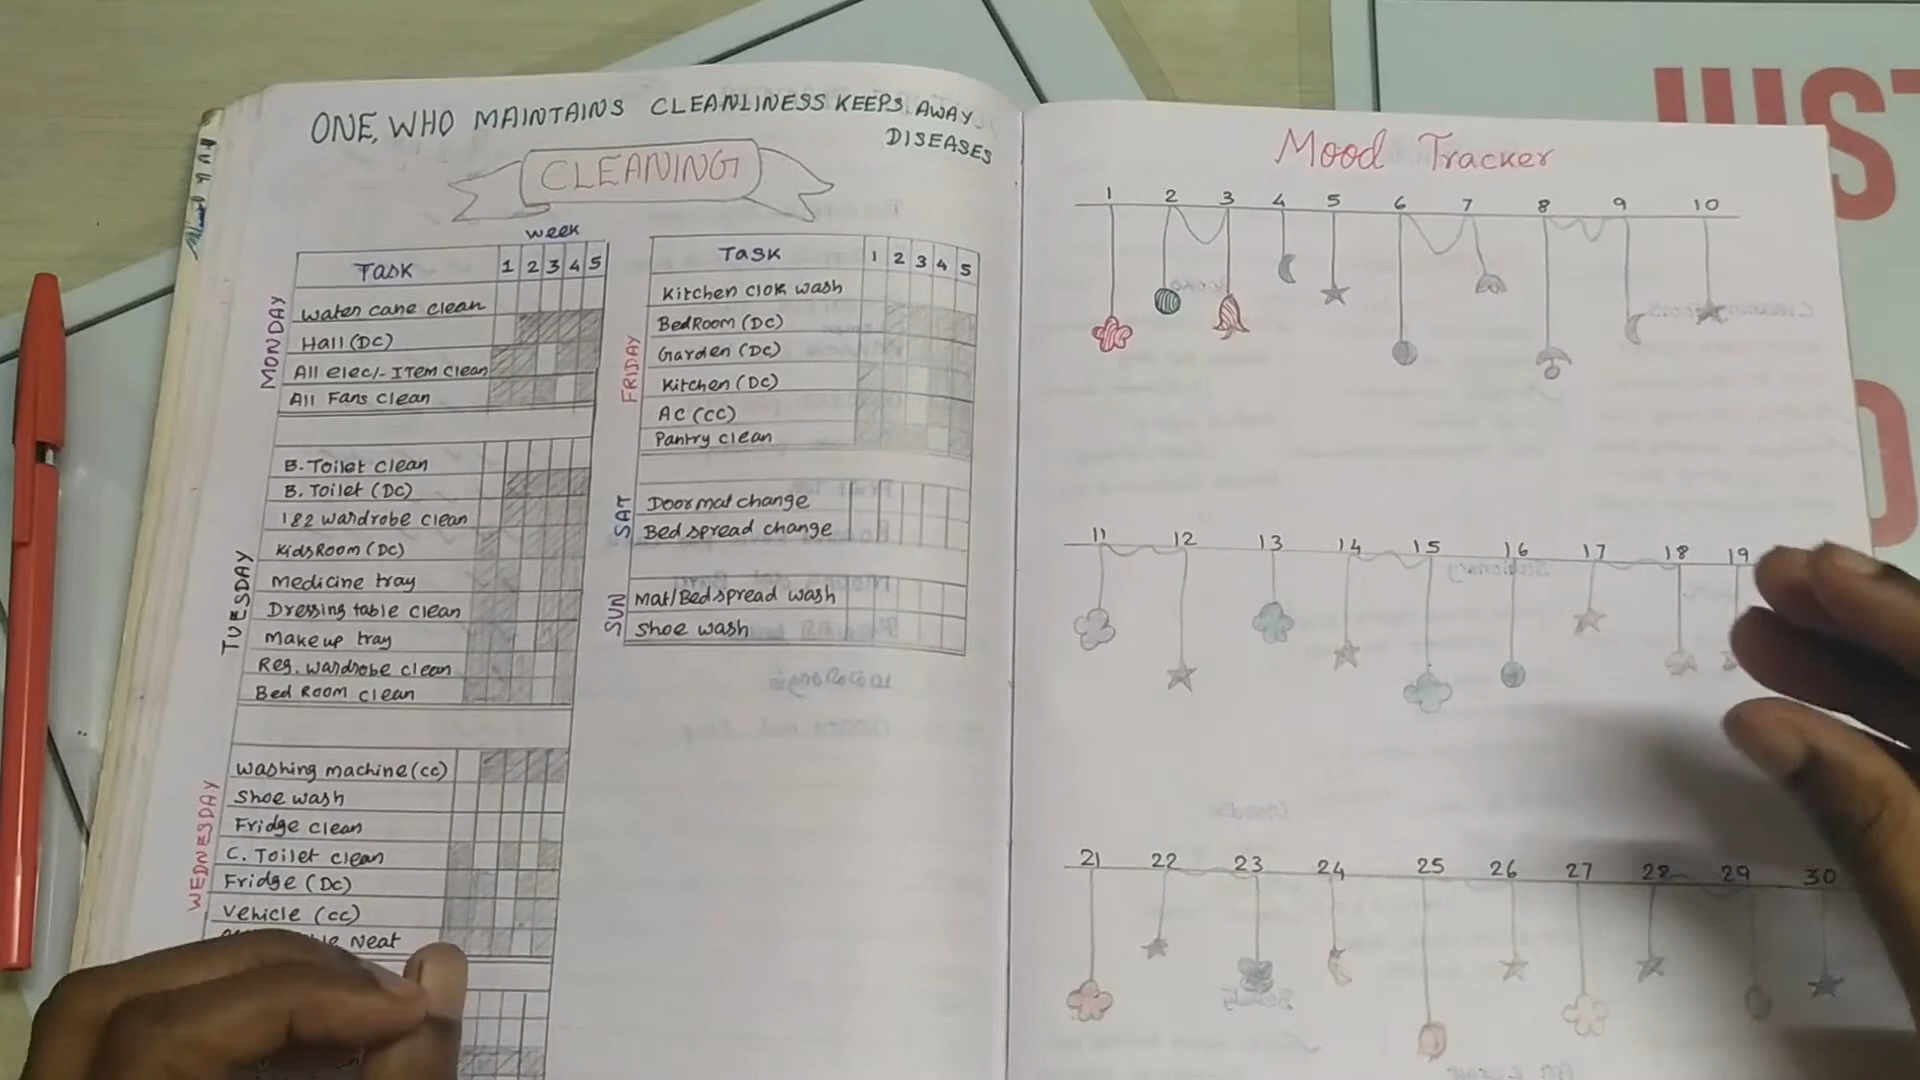 ONE, WHO MAINTAINS CLEANLINESS KEEPS AWAY
DISEASES
CLEANING
week
MONDAY
Task 1 2 3 4 5
Water cane clean
Hall (DC)
All elec/- ITem clean
All Fans clean
TUESDAY
B. Toilet clean
B. Toilet (DC)
1&2 wardrobe clean
Kids Room (DC)
Medicine tray
Dressing table clean
Make up tray
Reg. wardrobe clean
Bed Room clean
WEDNESDAY
Washing machine (CC)
Shoe wash
Fridge clean
C. Toilet clean
Fridge (DC)
Vehicle (CC)
Neat
FRIDAY
Task 1 2 3 4 5
Kitchen cloth wash
BedRoom (DC)
Garden (DC)
Kitchen (DC)
AC (CC)
Pantry clean
SAT
Doormat change
Bed spread change
SUN
Mat/Bedspread wash
Shoe wash
Mood Tracker
1 2 3 4 5 6 7 8 9 10
11 12 13 14 15 16 17 18 19
21 22 23 24 25 26 27 28 29 30